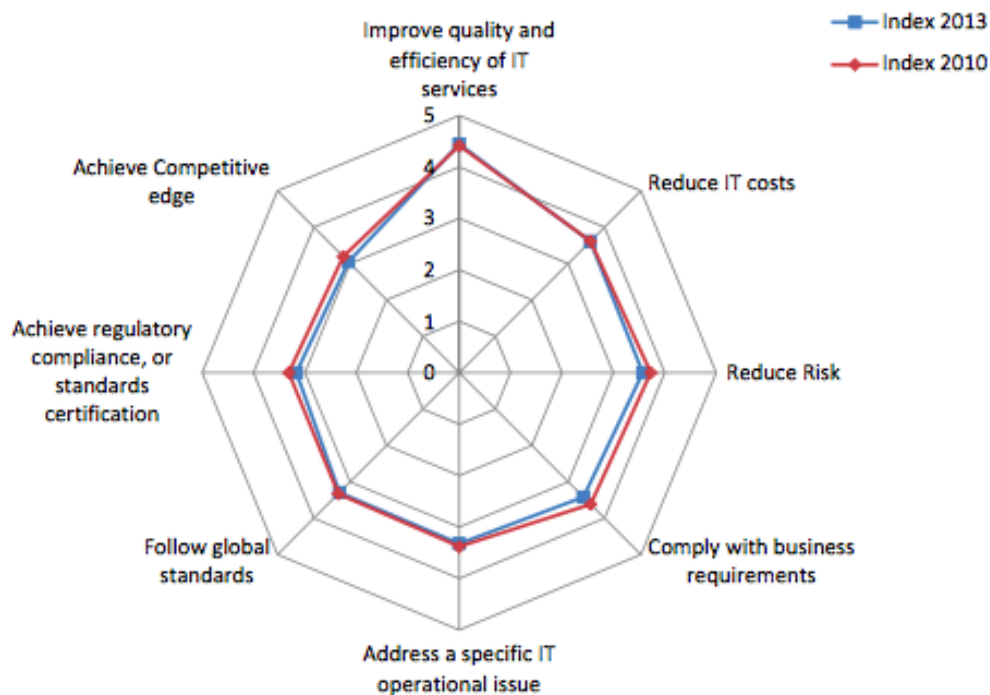 Index 2013
Index 2010
Improve quality and
efficiency of IT
services
Reduce IT costs
Reduce Risk
Comply with business
requirements
Address a specific IT
operational issue
Follow global
standards
Achieve regulatory
compliance, or
standards
certification
Achieve Competitive
edge
5
4
3
2
1
0